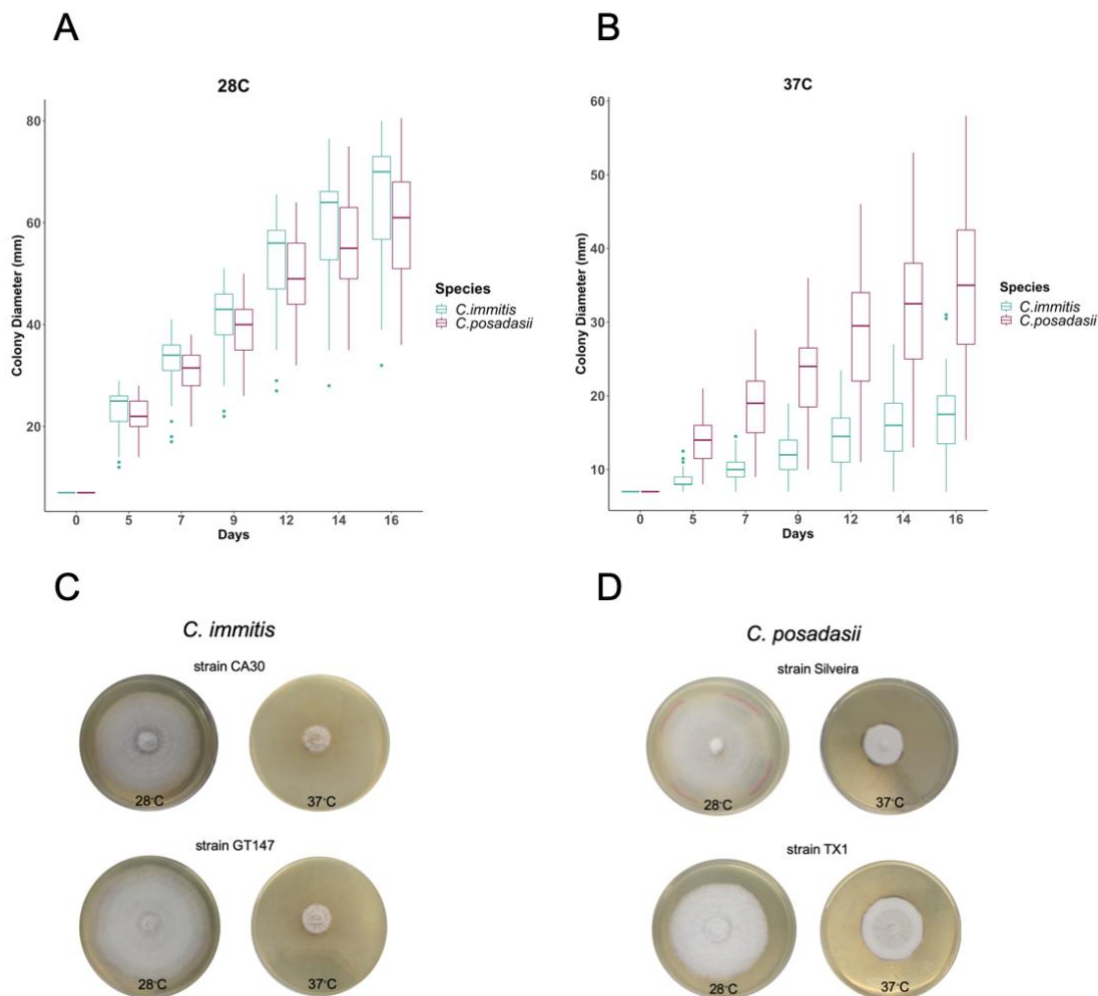 A
28C
Colony Diameter (mm)
80
60
40
20
0 5 7 9 12 14 16
Days
Species
C.immitis
C.posadasii
B
37C
Colony Diameter (mm)
60
50
40
30
20
10
0 5 7 9 12 14 16
Days
Species
C.immitis
C.posadasii
C
C. immitis
strain CA30
28°C 37°C
strain GT147
28°C 37°C
D
C. posadasii
strain Silveira
28°C 37°C
strain TX1
28°C 37°C